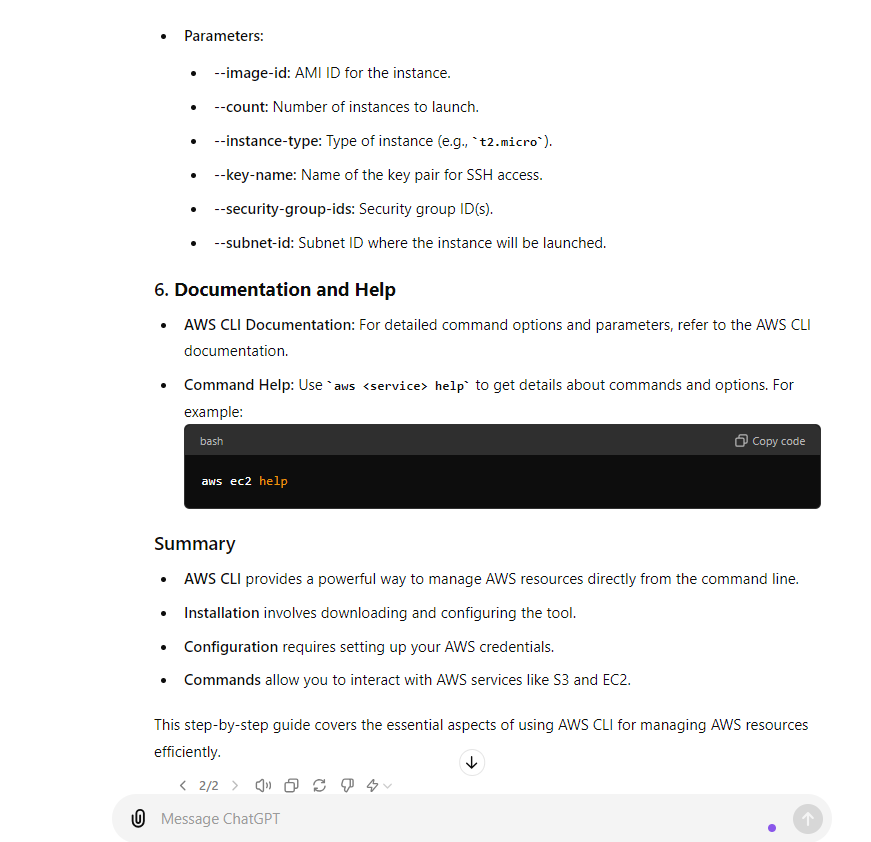 Parameters:
--image-id: AMI ID for the instance.
--count: Number of instances to launch.
--instance-type: Type of instance (e.g., `t2.micro`).
--key-name: Name of the key pair for SSH access.
--security-group-ids: Security group ID(s).
--subnet-id: Subnet ID where the instance will be launched.
6. Documentation and Help
AWS CLI Documentation: For detailed command options and parameters, refer to the AWS CLI
documentation.
Command Help: Use `aws <service> help` to get details about commands and options. For
example:
bash Copy code
aws ec2 help
Summary
AWS CLI provides a powerful way to manage AWS resources directly from the command line.
Installation involves downloading and configuring the tool.
Configuration requires setting up your AWS credentials.
Commands allow you to interact with AWS services like S3 and EC2.
This step-by-step guide covers the essential aspects of using AWS CLI for managing AWS resources
efficiently.
2/2
Message ChatGPT